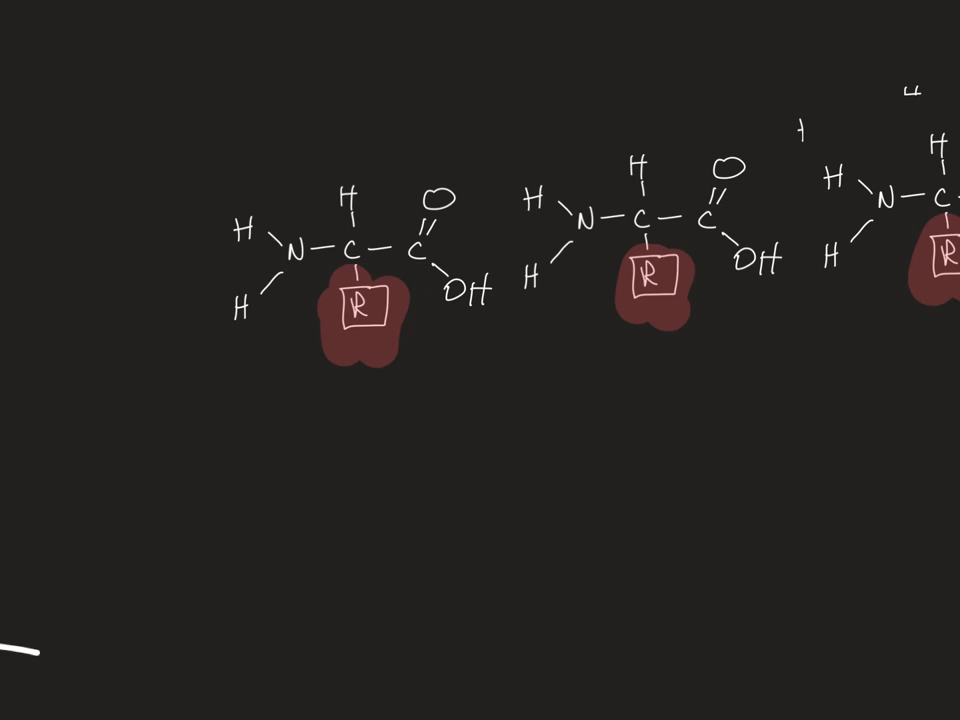 H H O
N — C — C
H R OH
H H O
N — C — C
H R OH
H H
N — C
H R